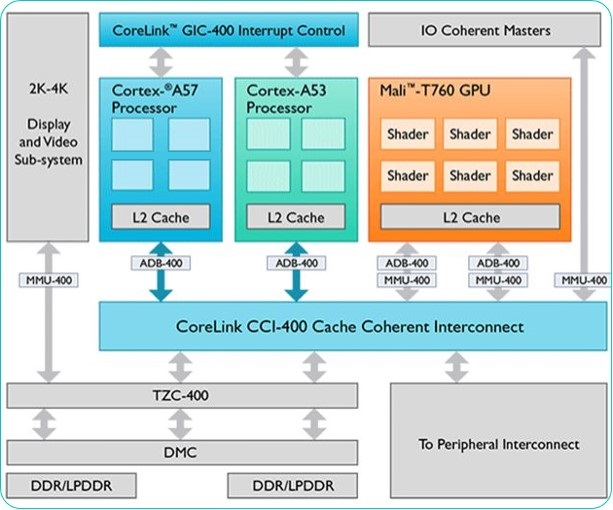 CoreLink™ GIC-400 Interrupt Control
IO Coherent Masters
2K-4K
Display
and Video
Sub-system
Cortex-®A57
Processor
L2 Cache
Cortex-A53
Processor
L2 Cache
Mali™-T760 GPU
Shader Shader Shader
Shader Shader Shader
L2 Cache
ADB-400
ADB-400
ADB-400
MMU-400
ADB-400
MMU-400
MMU-400
MMU-400
CoreLink CCI-400 Cache Coherent Interconnect
TZC-400
DMC
DDR/LPDDR
DDR/LPDDR
To Peripheral Interconnect